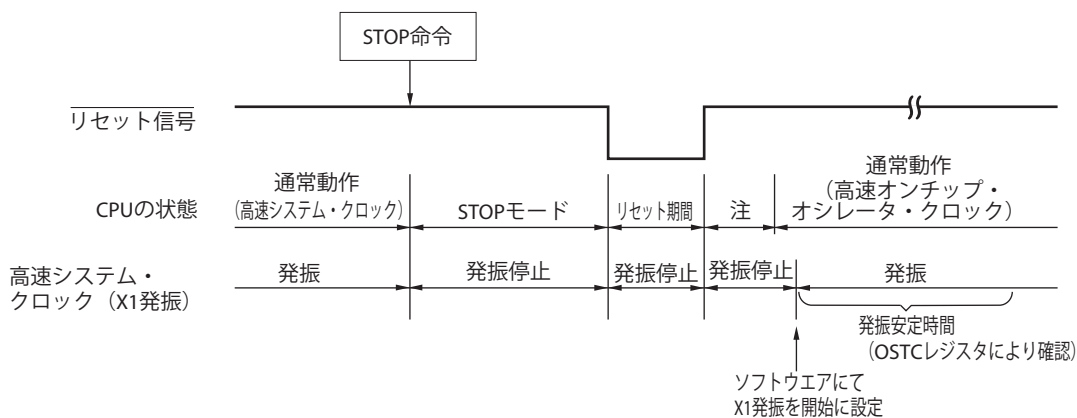 STOP命令
リセット信号
CPUの状態
通常動作
(高速システム・クロック)
STOPモード
リセット期間
注
通常動作
（高速オンチップ・
オシレータ・クロック）
高速システム・
クロック（X1発振）
発振
発振停止
発振停止
発振停止
発振
発振安定時間
（OSTCレジスタにより確認）
ソフトウエアにて
X1発振を開始に設定